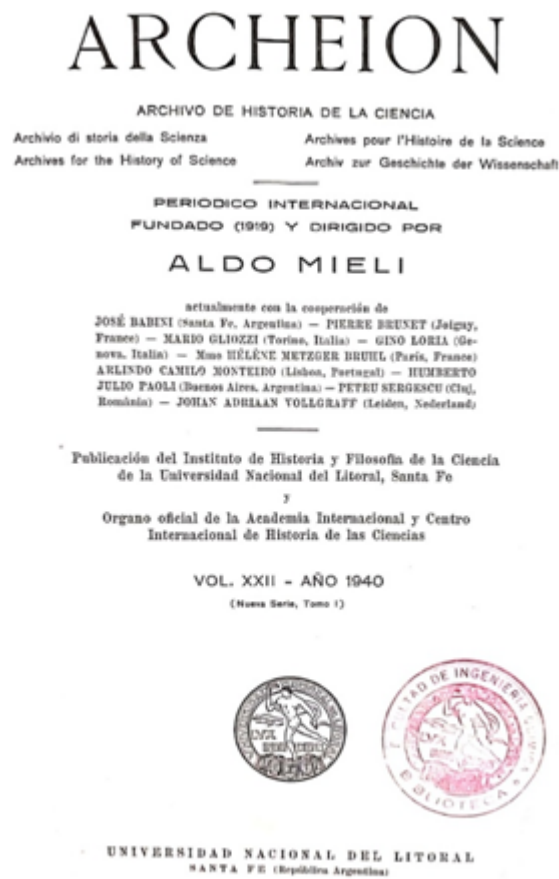 ARCHEION
ARCHIVO DE HISTORIA DE LA CIENCIA
Archivio di storia della Scienza
Archives pour l'Histoire de la Science
Archives for the History of Science
Archiv zur Geschichte der Wissenschaft
PERIODICO INTERNACIONAL
FUNDADO (1919) Y DIRIGIDO POR
ALDO MIELI
actualmente con la cooperación de
JOSÉ BABINI (Santa Fe, Argentina) — PIERRE BRUNET (Joigny,
France) — MARIO GLIOZZI (Torino, Italia) — GINO LORIA (Ge-
nova, Italia) — Mme HÉLÈNE METZGER BRUHL (Paris, France)
ARLINDO CAMILO MONTEIRO (Lisboa, Portugal) — HUMBERTO
JULIO PAOLI (Buenos Aires, Argentina) — PETRU SERGESCU (Cluj,
România) — JOHAN ADRIAAN VOLLGRAFF (Leiden, Nederland)
Publicación del Instituto de Historia y Filosofía de la Ciencia
de la Universidad Nacional del Litoral, Santa Fe
y
Organo oficial de la Academia Internacional y Centro
Internacional de Historia de las Ciencias
VOL. XXII - AÑO 1940
(Nueva Serie, Tomo I)
LVX
FACULTAD DE INGENIERIA QUIMICA
BIBLIOTECA
UNIVERSIDAD NACIONAL DEL LITORAL
SANTA FE (República Argentina)